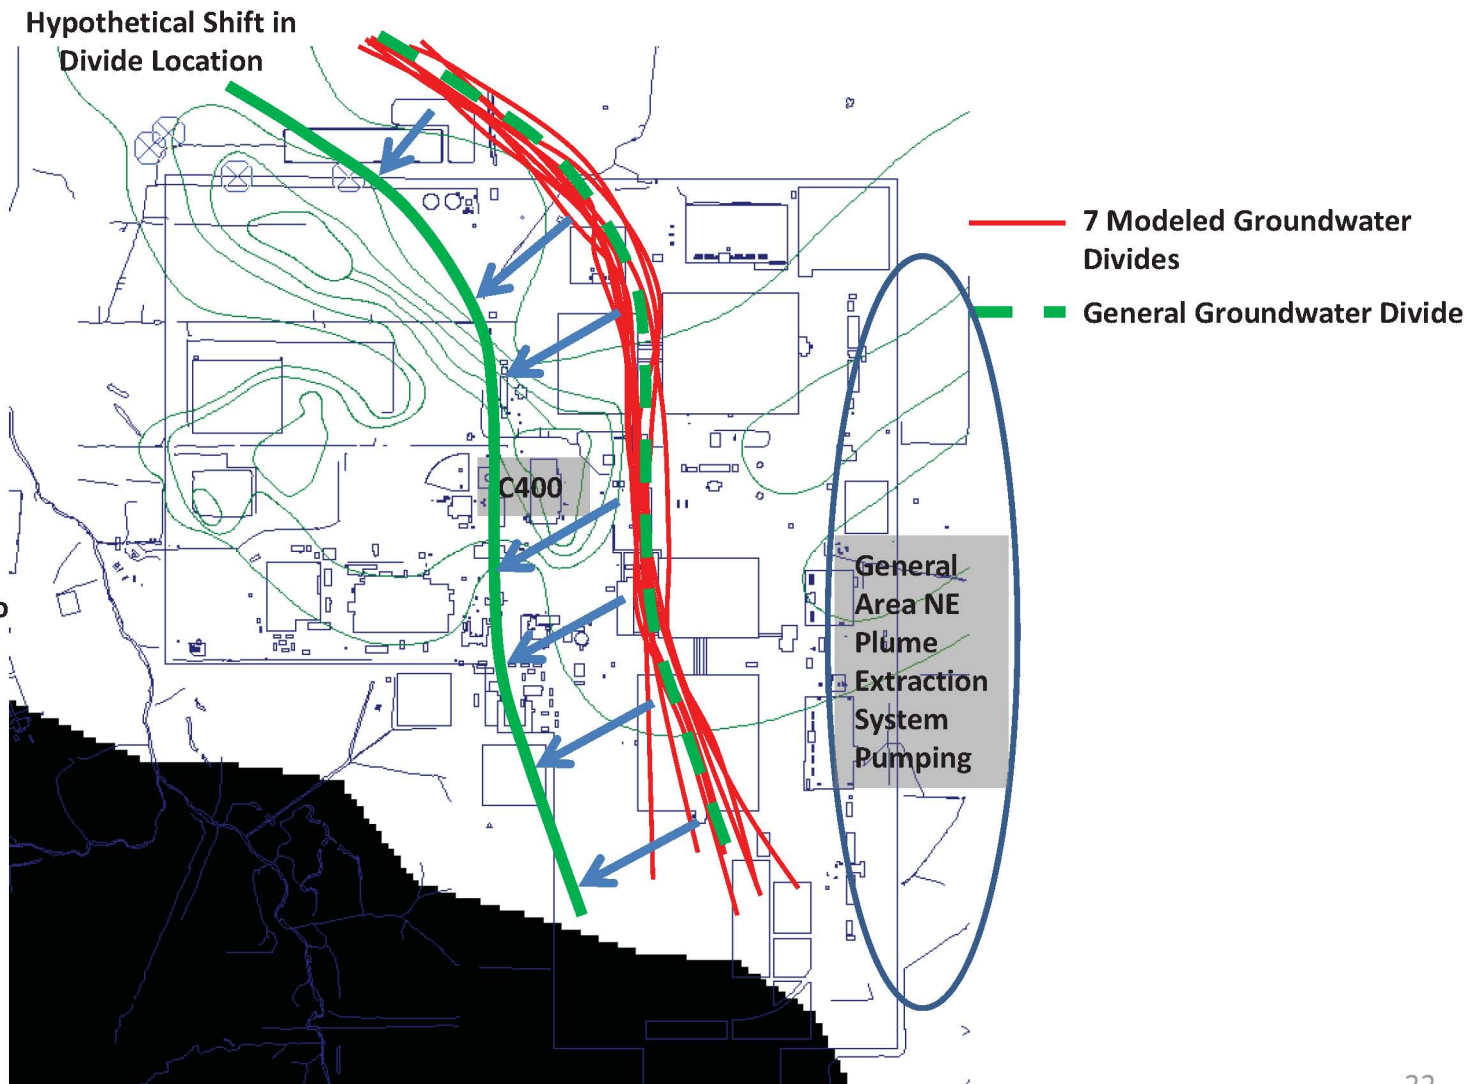 Hypothetical Shift in
Divide Location
7 Modeled Groundwater
Divides
General Groundwater Divide
C400
General
Area NE
Plume
Extraction
System
Pumping